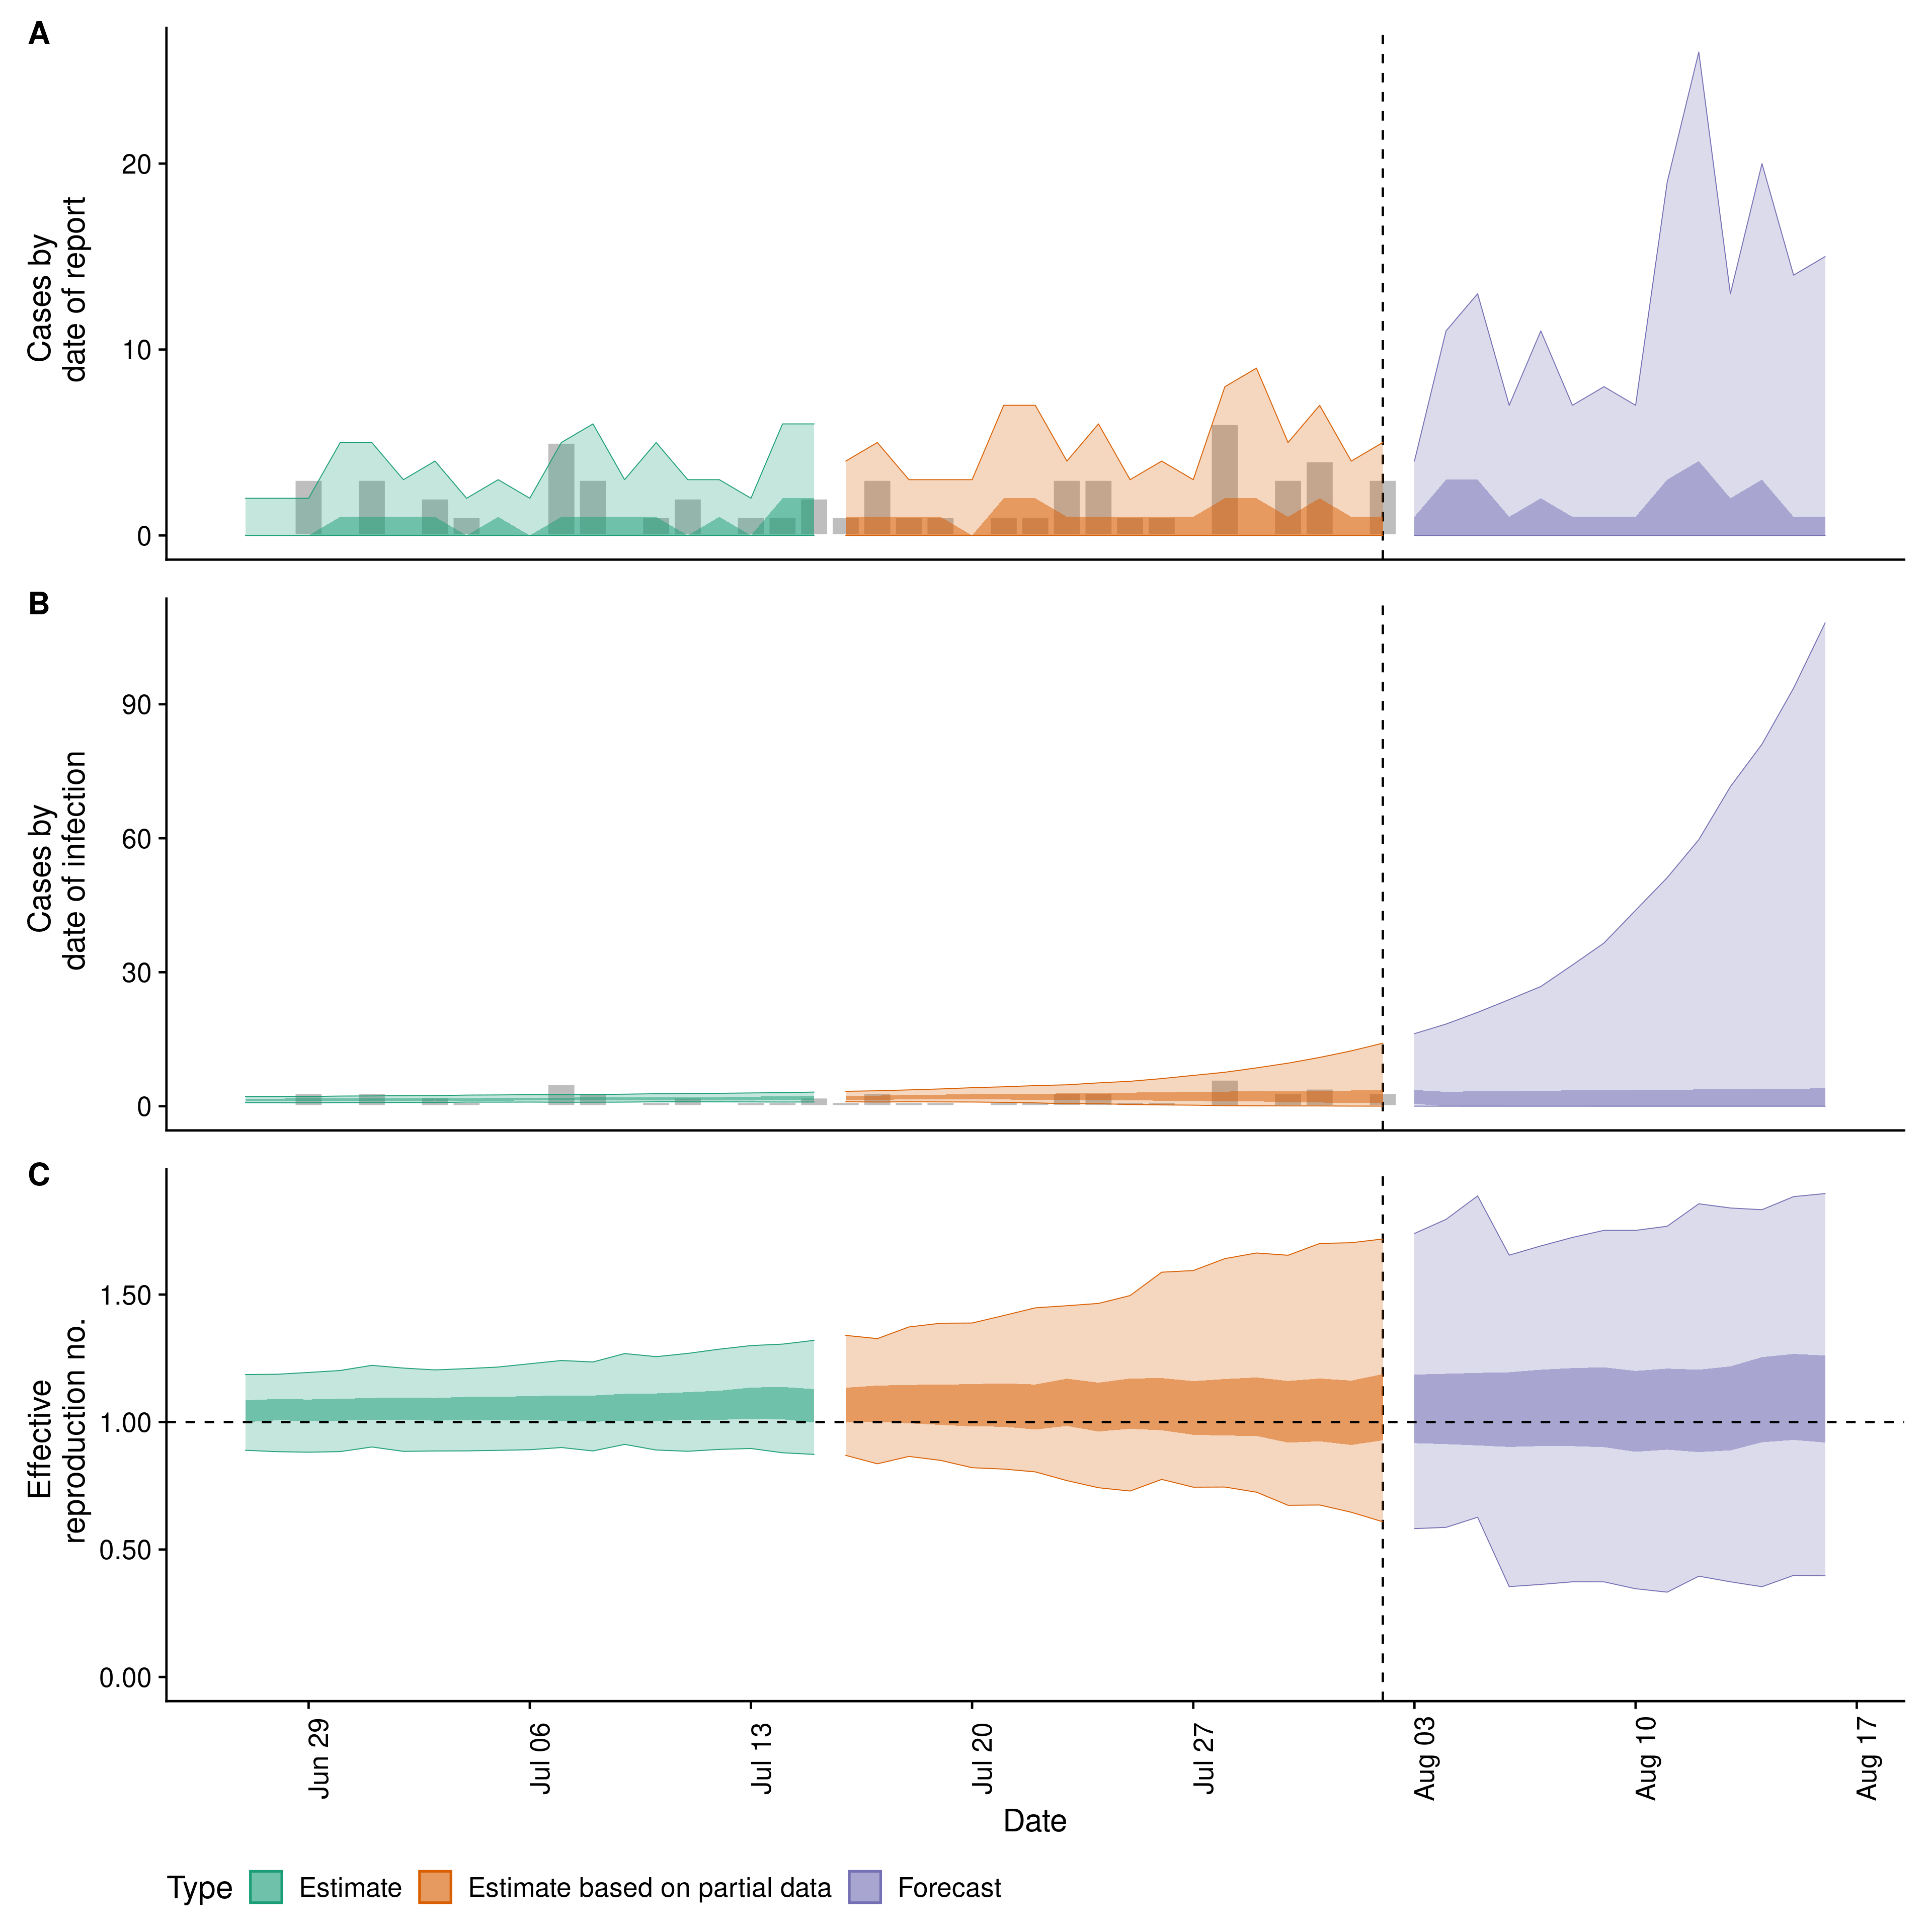 A
Cases by
date of report
20
10
0
B
Cases by
date of infection
90
60
30
0
C
Effective
reproduction no.
1.50
1.00
0.50
0.00
Jun 29
Jul 06
Jul 13
Jul 20
Jul 27
Aug 03
Aug 10
Aug 17
Date
Type Estimate Estimate based on partial data Forecast